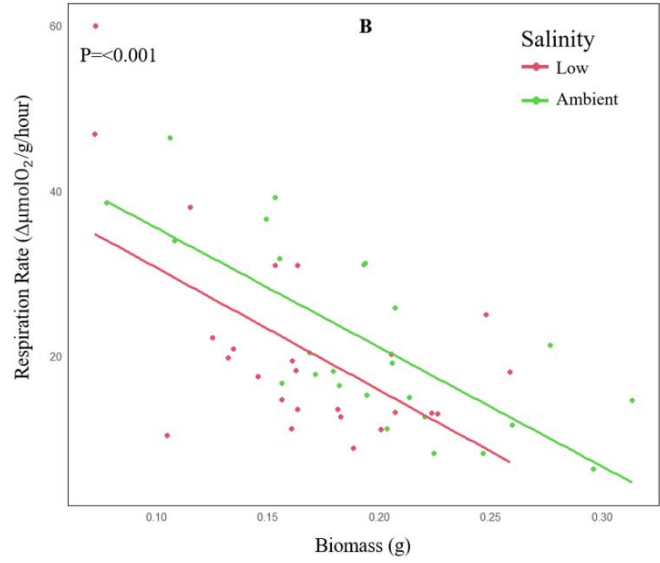 B
P=<0.001
Salinity
Low
Ambient
60
40
20
Respiration Rate (ΔµmolO₂/g/hour)
0.10 0.15 0.20 0.25 0.30
Biomass (g)